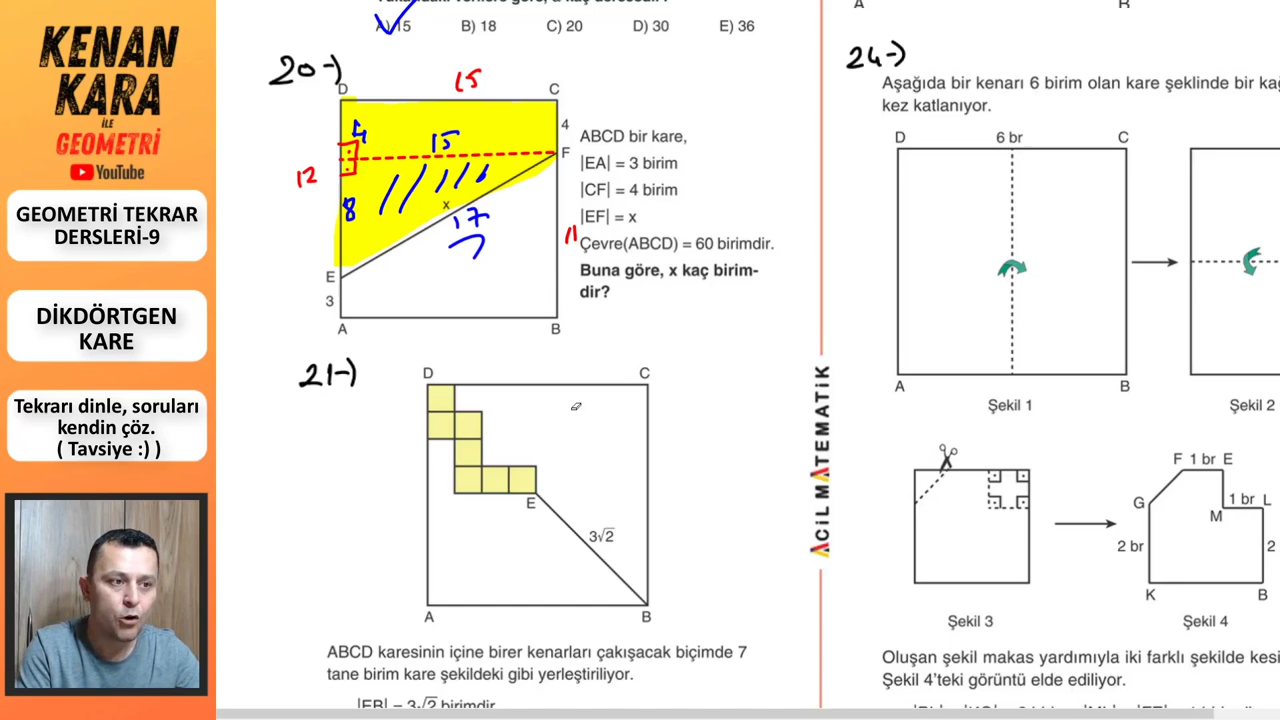 KENAN
KARA
İLE
GEOMETRİ
YouTube
GEOMETRİ TEKRAR
DERSLERİ-9
DİKDÖRTGEN
KARE
Tekrarı dinle, soruları
kendin çöz.
( Tavsiye :) )
A) 15 B) 18 C) 20 D) 30 E) 36
20-)
15
D C
4
4
15
F
12
8
x
17
11
E
3
A B
ABCD bir kare,
|EA| = 3 birim
|CF| = 4 birim
|EF| = x
Çevre(ABCD) = 60 birimdir.
Buna göre, x kaç birim-
dir?
21-)
D C
E
3√2
A B
ABCD karesinin içine birer kenarları çakışacak biçimde 7
tane birim kare şekildeki gibi yerleştiriliyor.
|EB| = 3√2 birimdir.
ACİL MATEMATİK
A B
24-)
Aşağıda bir kenarı 6 birim olan kare şeklinde bir
kez katlanıyor.
D 6 br C
A B
Şekil 1
Şekil 2
F 1 br E
G 1 br L
M
2 br 2
K B
Şekil 3
Şekil 4
Oluşan şekil makas yardımıyla iki farklı şekilde
Şekil 4'teki görüntü elde ediliyor.